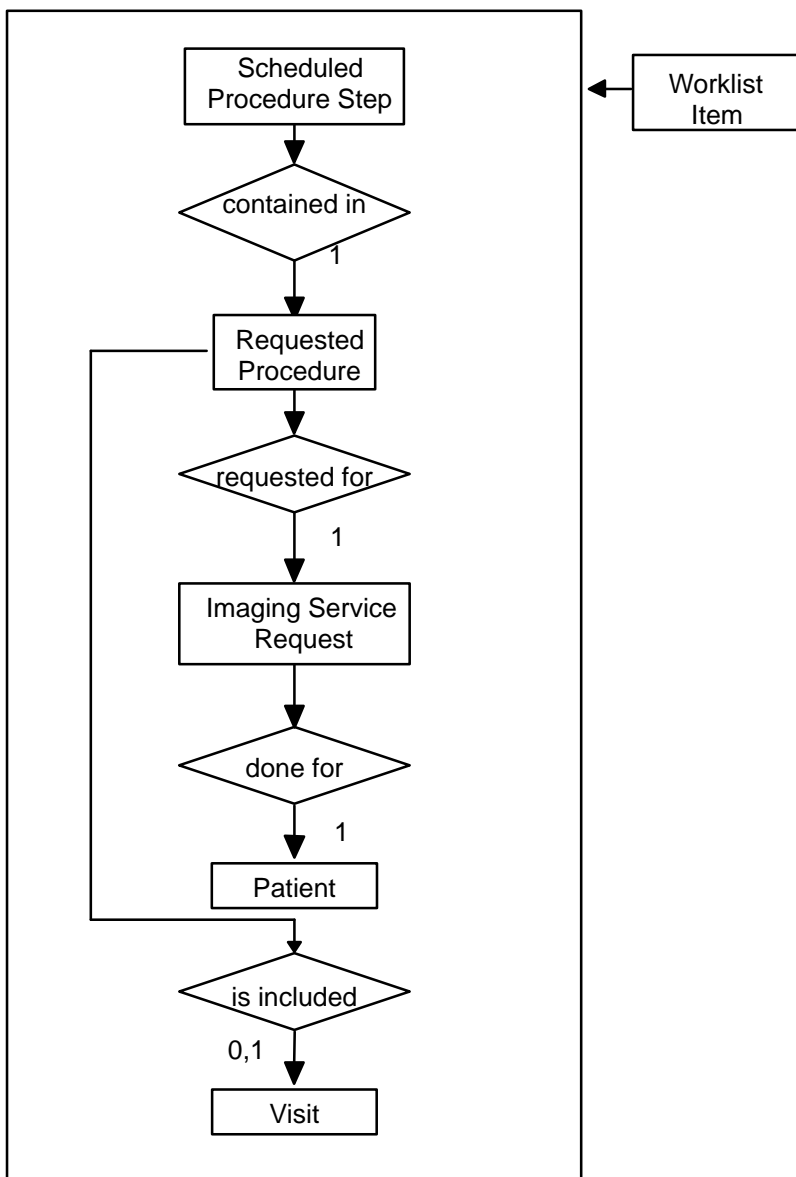 Scheduled
Procedure Step
Worklist
Item
contained in
1
Requested
Procedure
requested for
1
Imaging Service
Request
done for
1
Patient
is included
0,1
Visit